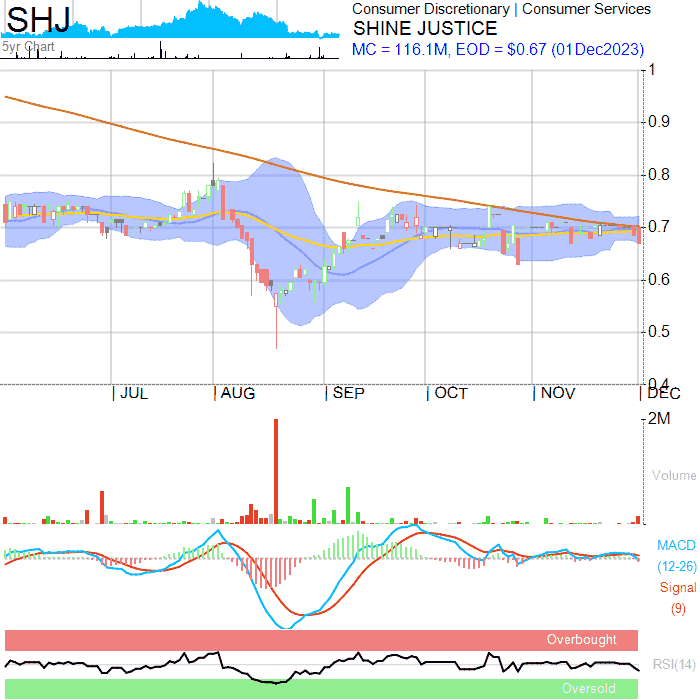 SHJ
Consumer Discretionary | Consumer Services
SHINE JUSTICE
5yr Chart
MC = 116.1M, EOD = $0.67 (01Dec2023)
1
0.9
0.8
0.7
0.6
0.5
0.4
| JUL
| AUG
| SEP
| OCT
| NOV
| DEC
2M
Volume
MACD
(12-26)
Signal
(9)
Overbought
RSI(14)
Oversold